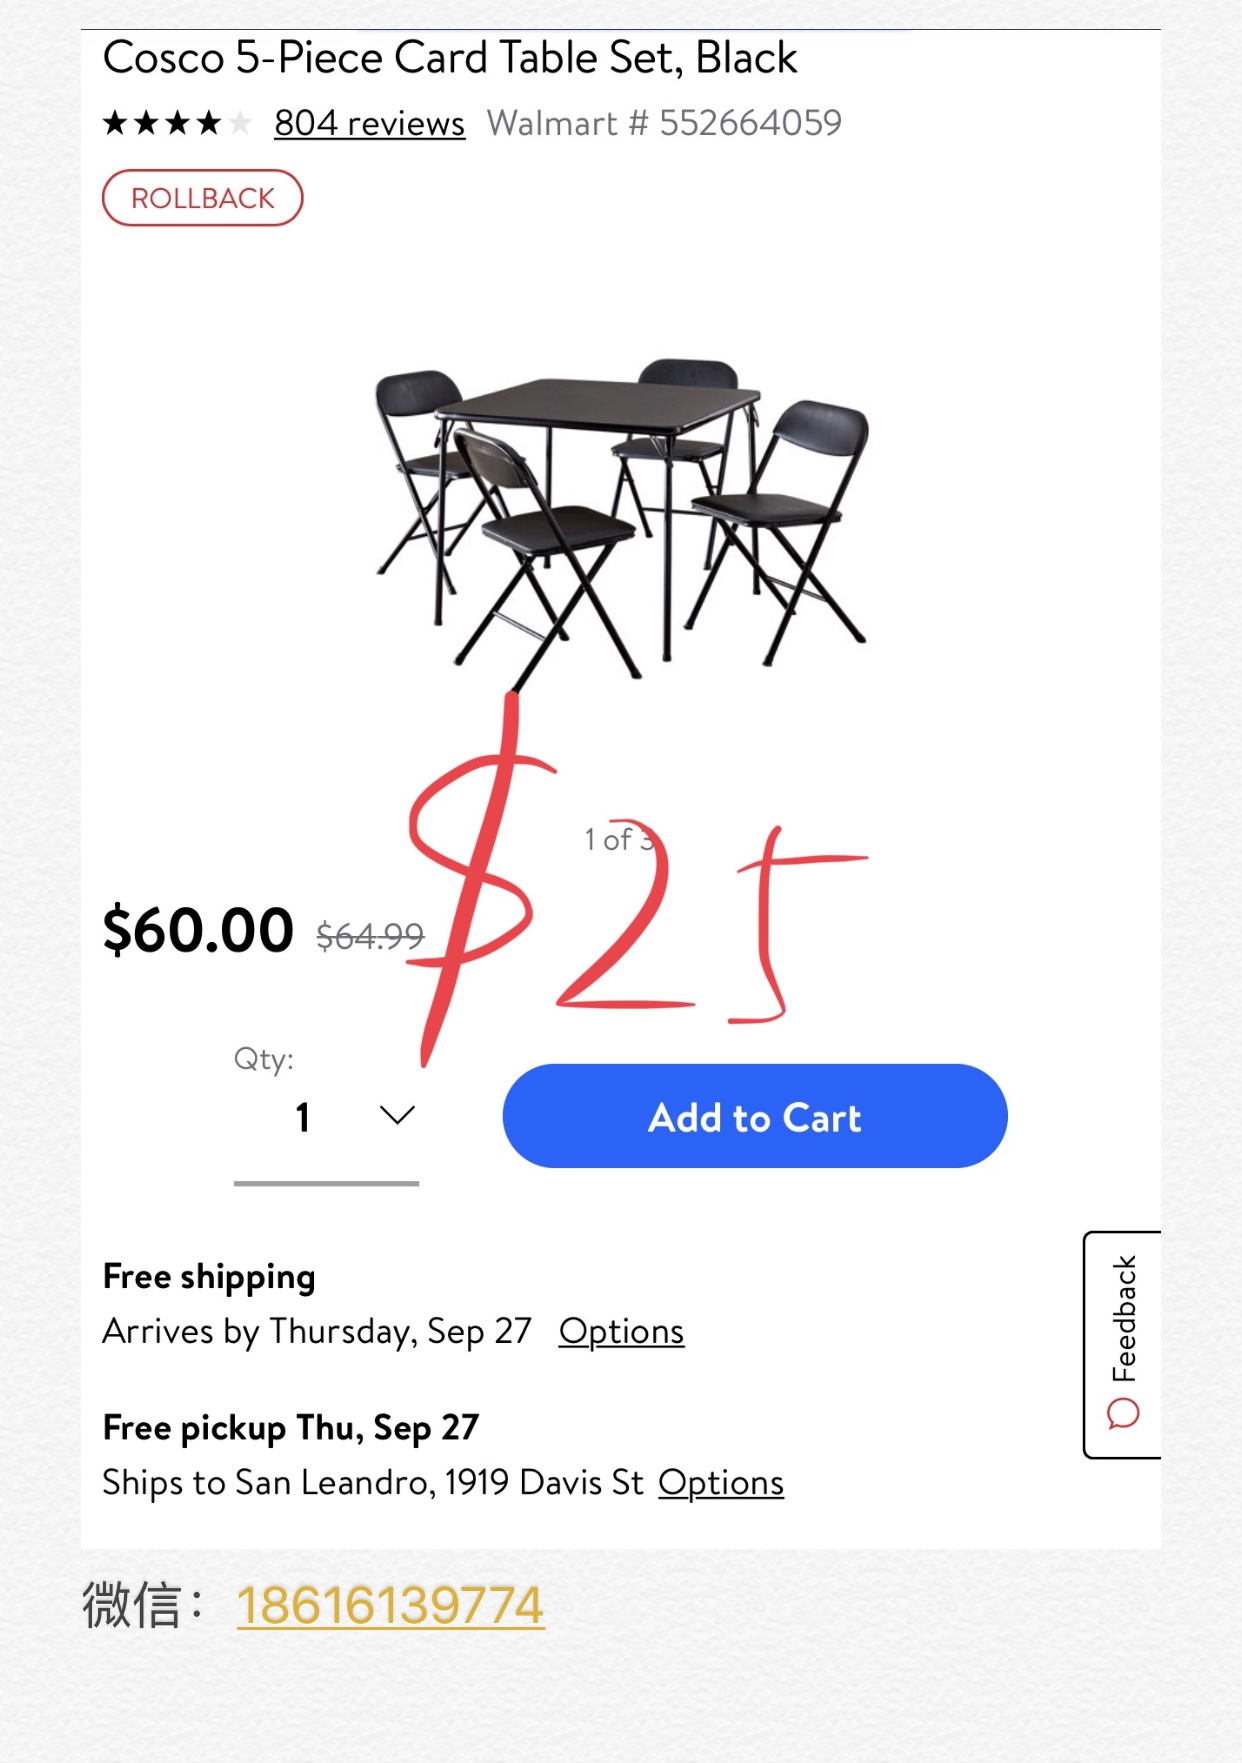 Cosco 5-Piece Card Table Set, Black
804 reviews Walmart # 552664059
ROLLBACK
1 of 3
$25
$60.00 $64.99
Qty:
1
Add to Cart
Free shipping
Arrives by Thursday, Sep 27 Options
Feedback
Free pickup Thu, Sep 27
Ships to San Leandro, 1919 Davis St Options
微信：18616139774